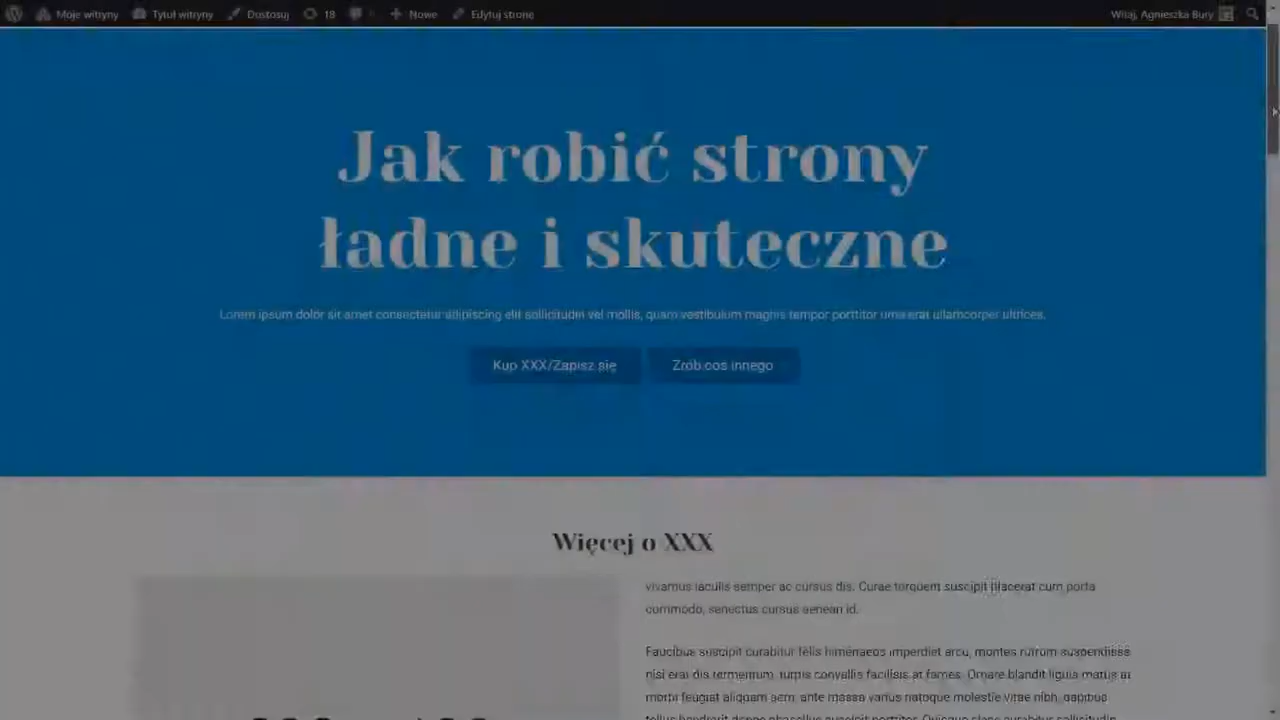 Moje witryny Tytuł witryny Dostosuj 18 Nowe Edytuj stronę Witaj, Agnieszka Bury
Jak robić strony
ładne i skuteczne
Lorem ipsum dolor sit amet consectetur adipiscing elit sollicitudin vel mollis, quam vestibulum magnis tempor porttitor urna erat ullamcorper ultrices.
Kup XXX/Zapisz się Zrób coś innego
Więcej o XXX
vivamus iaculis semper ac cursus dis. Curae torquent suscipit placerat cum porta
commodo, senectus cursus aenean id.
Faucibus suscipit curabitur felis himenaeos imperdiet arcu, montes rutrum suspendisse
nisi erat dis fermentum, turpis convallis facilisis at fames. Ornare blandit ligula metus at
morbi feugiat aliquam sem, ante massa varius natoque molestie vitae nibh, dapibus